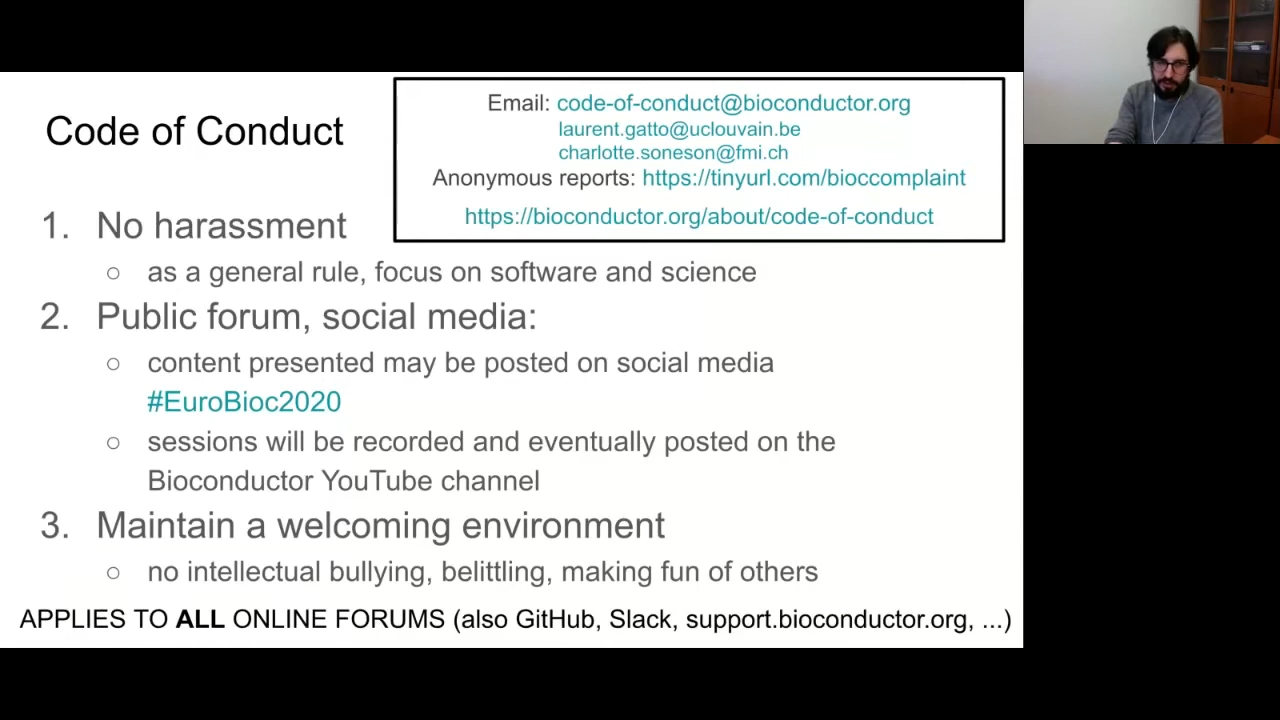 Code of Conduct
Email: code-of-conduct@bioconductor.org
laurent.gatto@uclouvain.be
charlotte.soneson@fmi.ch
Anonymous reports: https://tinyurl.com/bioccomplaint
https://bioconductor.org/about/code-of-conduct
1. No harassment
○ as a general rule, focus on software and science
2. Public forum, social media:
○ content presented may be posted on social media
#EuroBioc2020
○ sessions will be recorded and eventually posted on the
Bioconductor YouTube channel
3. Maintain a welcoming environment
○ no intellectual bullying, belittling, making fun of others
APPLIES TO ALL ONLINE FORUMS (also GitHub, Slack, support.bioconductor.org, ...)